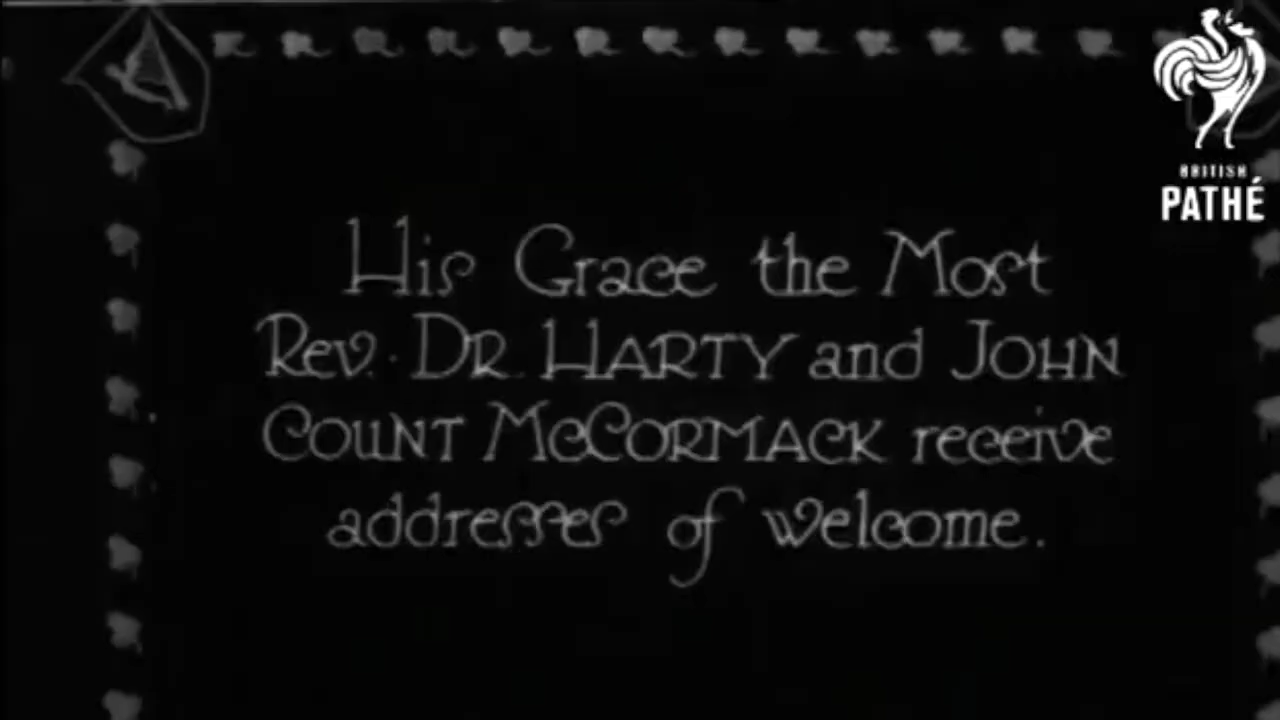 His Grace the Most
Rev. DR. HARTY and JOHN
COUNT McCORMACK receive
addresses of welcome.
BRITISH
PATHÉ